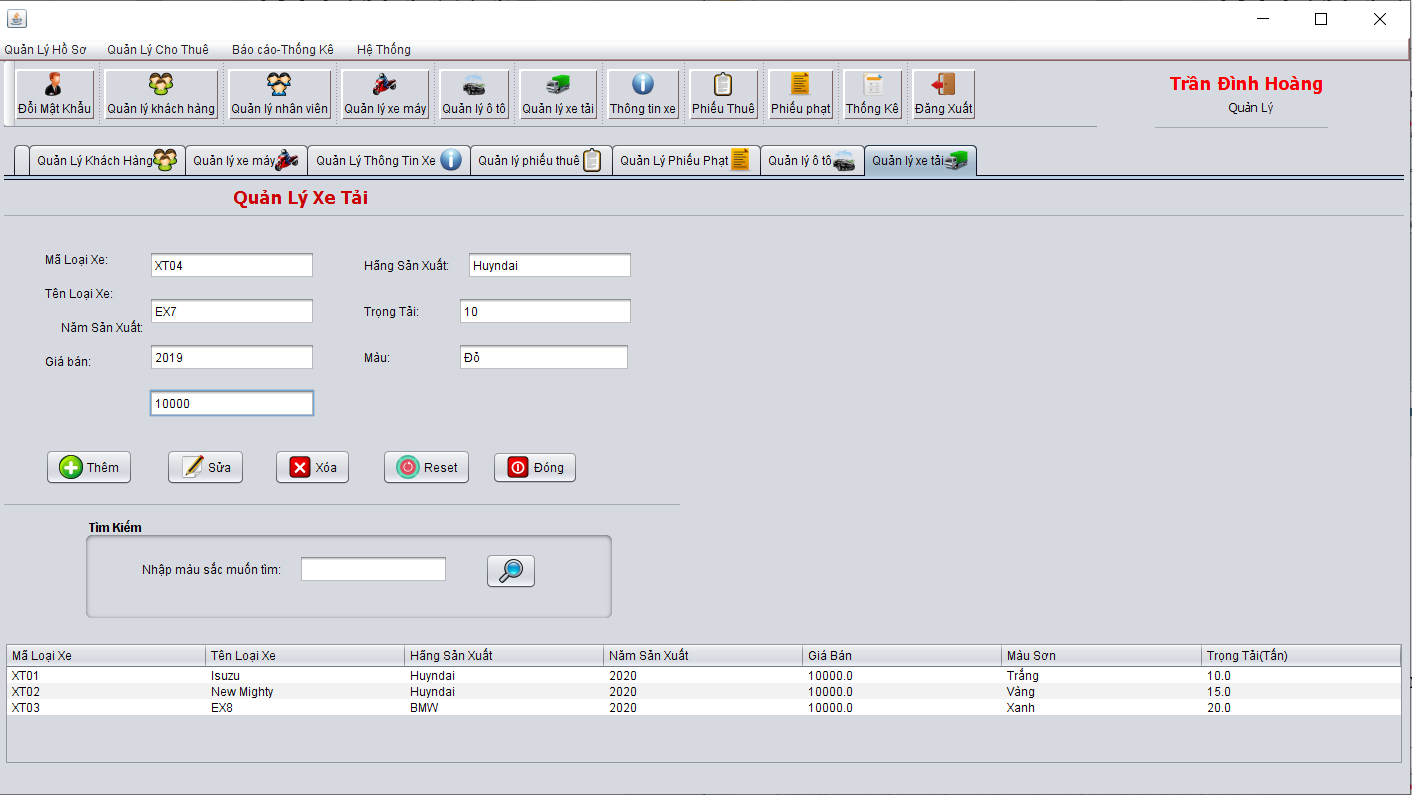 Quản Lý Hồ Sơ Quản Lý Cho Thuê Báo cáo-Thống Kê Hệ Thống
Đổi Mật Khẩu Quản lý khách hàng Quản lý nhân viên Quản lý xe máy Quản lý ô tô Quản lý xe tải Thông tin xe Phiếu Thuê Phiếu phạt Thống Kê Đăng Xuất
Trần Đình Hoàng
Quản Lý
Quản Lý Khách Hàng Quản lý xe máy Quản Lý Thông Tin Xe Quản lý phiếu thuê Quản Lý Phiếu Phạt Quản lý ô tô Quản lý xe tải
Quản Lý Xe Tải
Mã Loại Xe: XT04 Hãng Sản Xuất: Huyndai
Tên Loại Xe: EX7 Trọng Tải: 10
Năm Sản Xuất: 2019 Màu: Đỏ
Giá bán: 10000
Thêm Sửa Xóa Reset Đóng
Tìm Kiếm
Nhập màu sắc muốn tìm:
Mã Loại Xe Tên Loại Xe Hãng Sản Xuất Năm Sản Xuất Giá Bán Màu Sơn Trọng Tải(Tấn)
XT01 Isuzu Huyndai 2020 10000.0 Trắng 10.0
XT02 New Mighty Huyndai 2020 10000.0 Vàng 15.0
XT03 EX8 BMW 2020 10000.0 Xanh 20.0